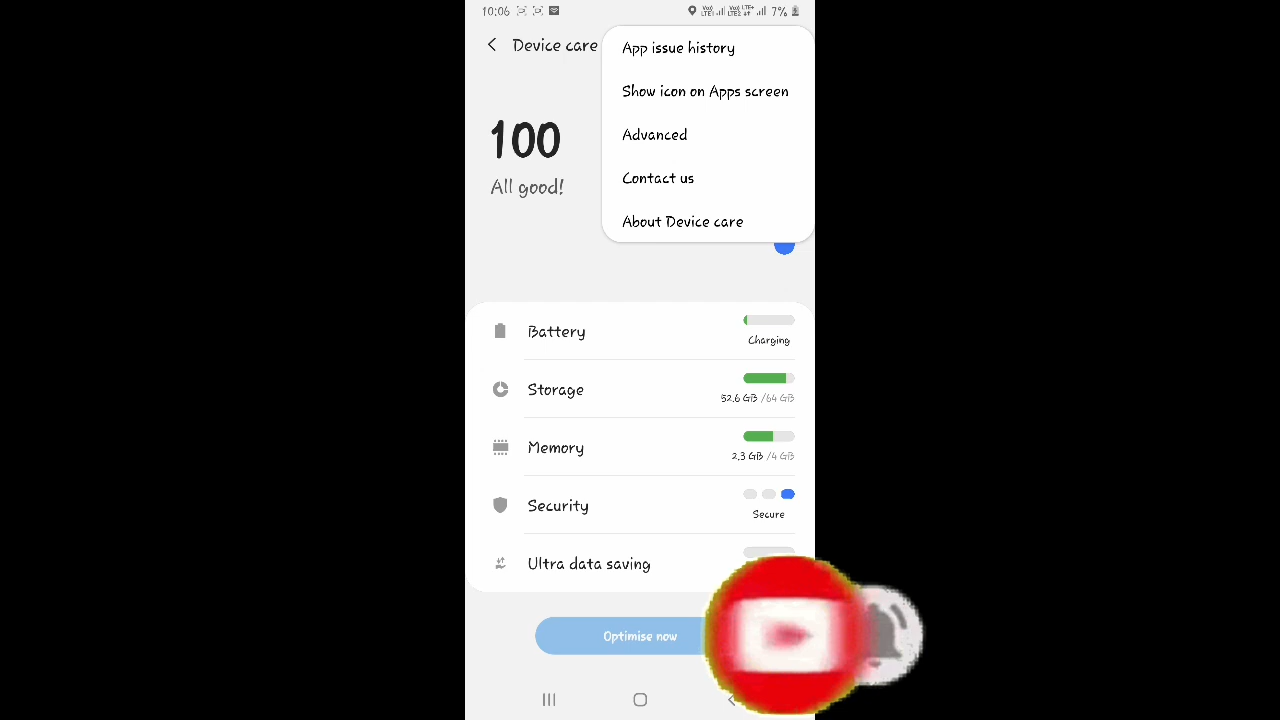 10:06
7%
Device care
App issue history
Show icon on Apps screen
Advanced
Contact us
About Device care
100
All good!
Battery
Charging
Storage
52.6 GB /64 GB
Memory
2.3 GB /4 GB
Security
Secure
Ultra data saving
Optimise now